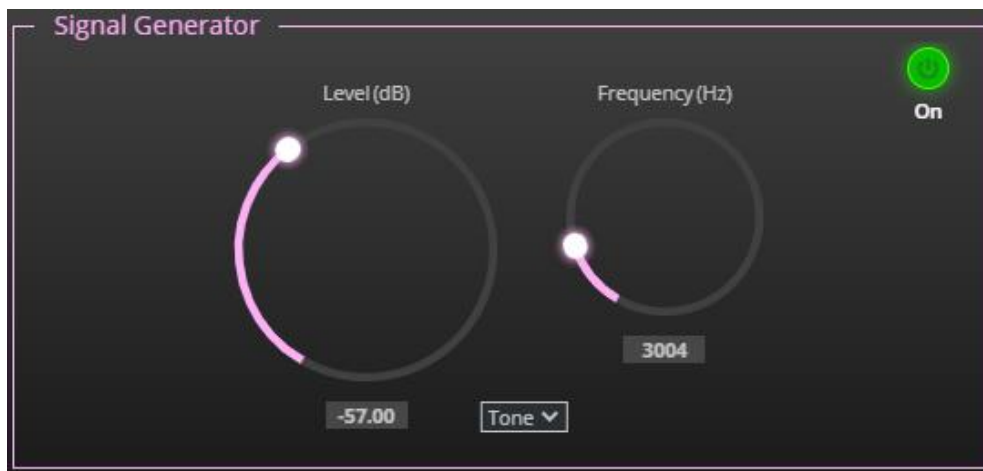 Signal Generator
Level (dB)
Frequency (Hz)
On
3004
-57.00
Tone